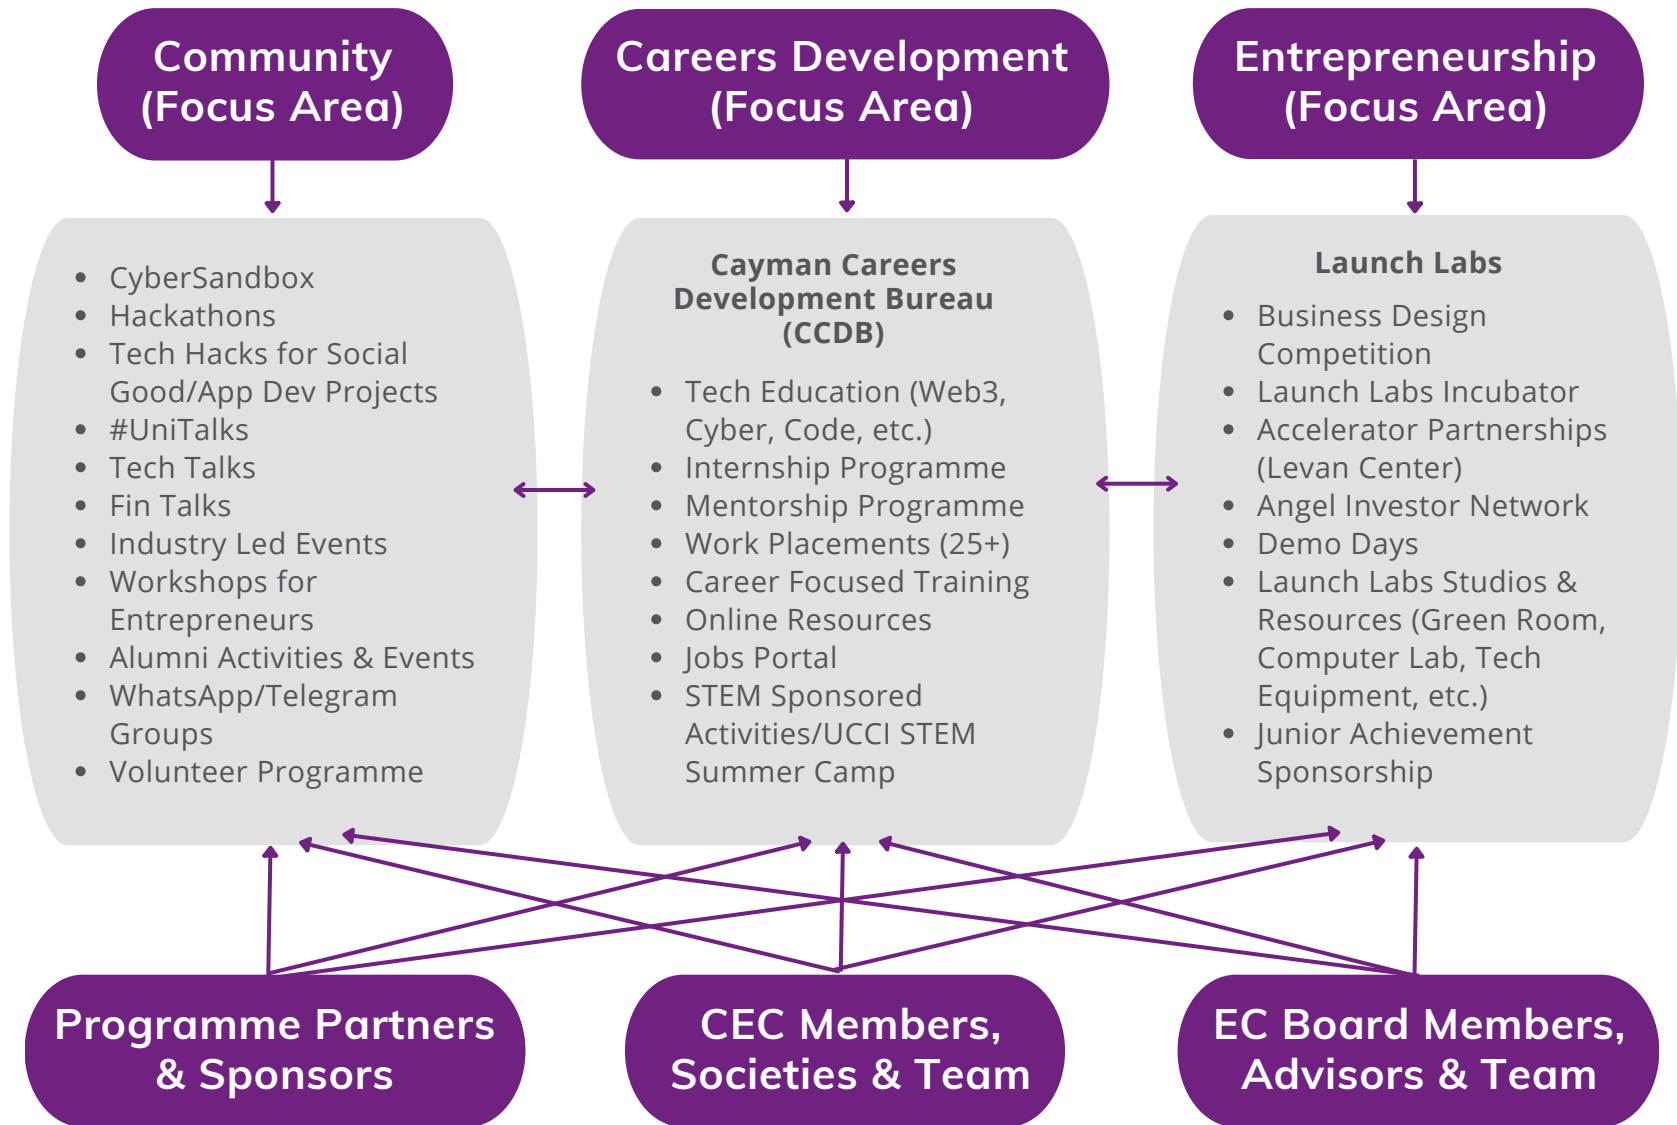 Community
(Focus Area)
Careers Development
(Focus Area)
Entrepreneurship
(Focus Area)
• CyberSandbox
• Hackathons
• Tech Hacks for Social
Good/App Dev Projects
• #UniTalks
• Tech Talks
• Fin Talks
• Industry Led Events
• Workshops for
Entrepreneurs
• Alumni Activities & Events
• WhatsApp/Telegram
Groups
• Volunteer Programme
Cayman Careers
Development Bureau
(CCDB)
• Tech Education (Web3,
Cyber, Code, etc.)
• Internship Programme
• Mentorship Programme
• Work Placements (25+)
• Career Focused Training
• Online Resources
• Jobs Portal
• STEM Sponsored
Activities/UCCI STEM
Summer Camp
Launch Labs
• Business Design
Competition
• Launch Labs Incubator
• Accelerator Partnerships
(Levan Center)
• Angel Investor Network
• Demo Days
• Launch Labs Studios &
Resources (Green Room,
Computer Lab, Tech
Equipment, etc.)
• Junior Achievement
Sponsorship
Programme Partners
& Sponsors
CEC Members,
Societies & Team
EC Board Members,
Advisors & Team